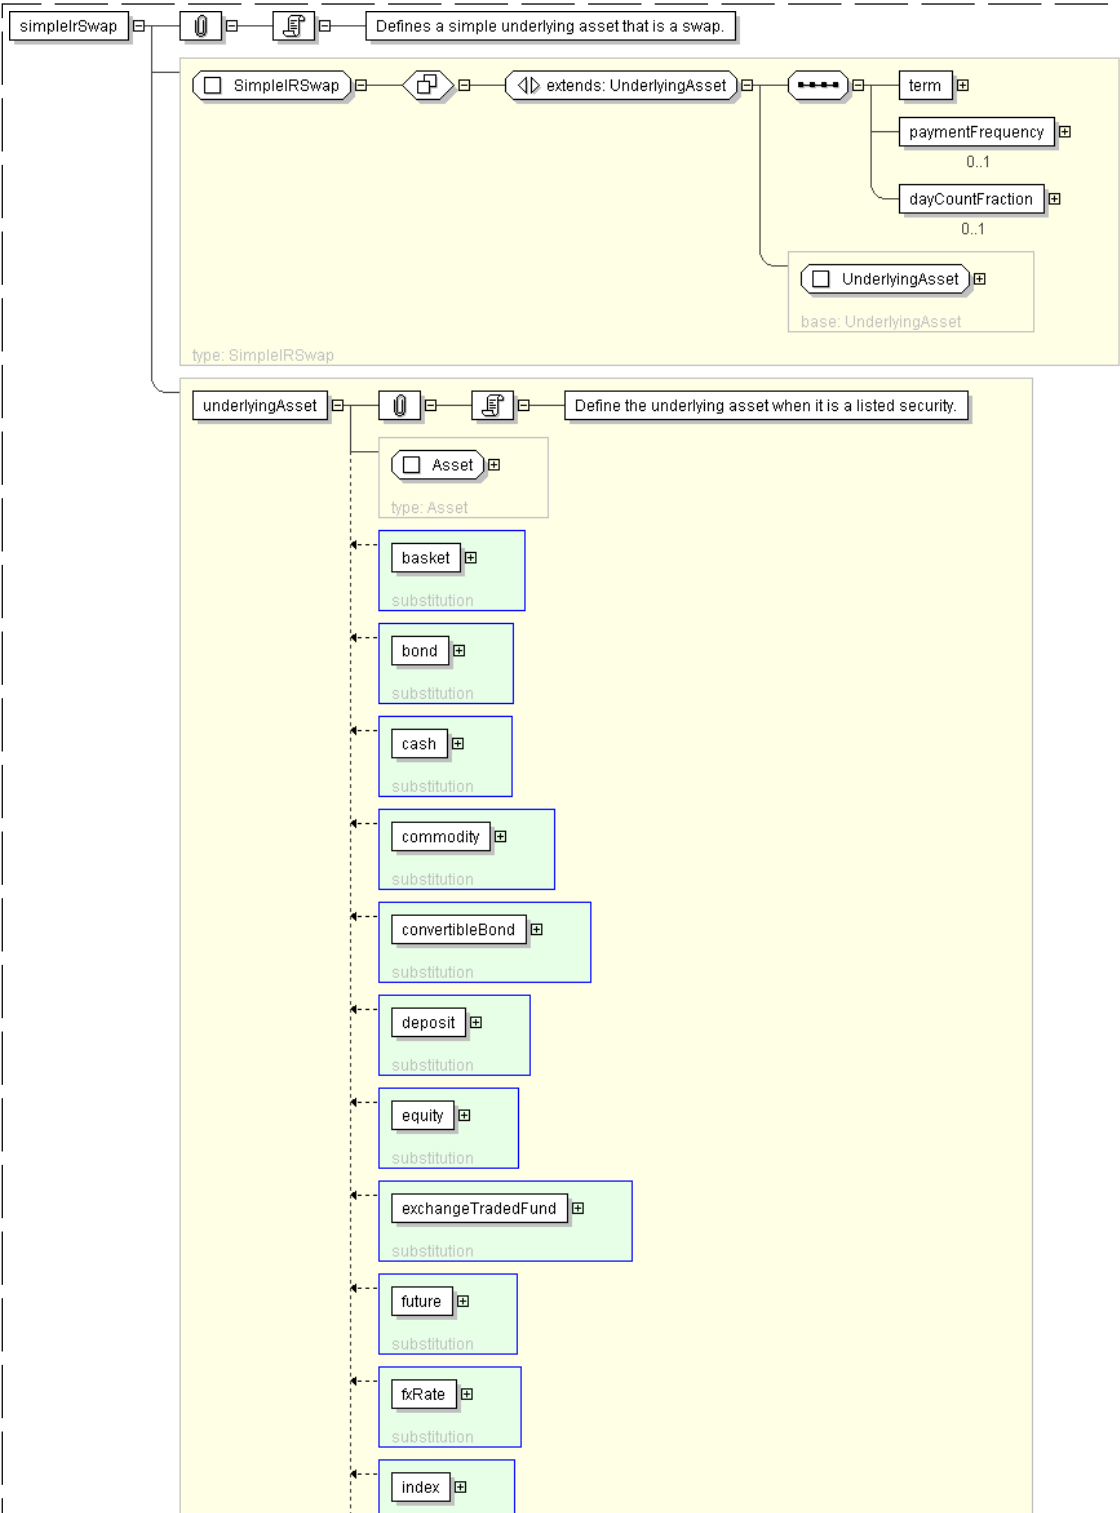 simpleIrSwap
Defines a simple underlying asset that is a swap.
SimpleIRSwap
extends: UnderlyingAsset
term
paymentFrequency
0..1
dayCountFraction
0..1
UnderlyingAsset
base: UnderlyingAsset
type: SimpleIRSwap
underlyingAsset
Define the underlying asset when it is a listed security.
Asset
type: Asset
basket
substitution
bond
substitution
cash
substitution
commodity
substitution
convertibleBond
substitution
deposit
substitution
equity
substitution
exchangeTradedFund
substitution
future
substitution
fxRate
substitution
index